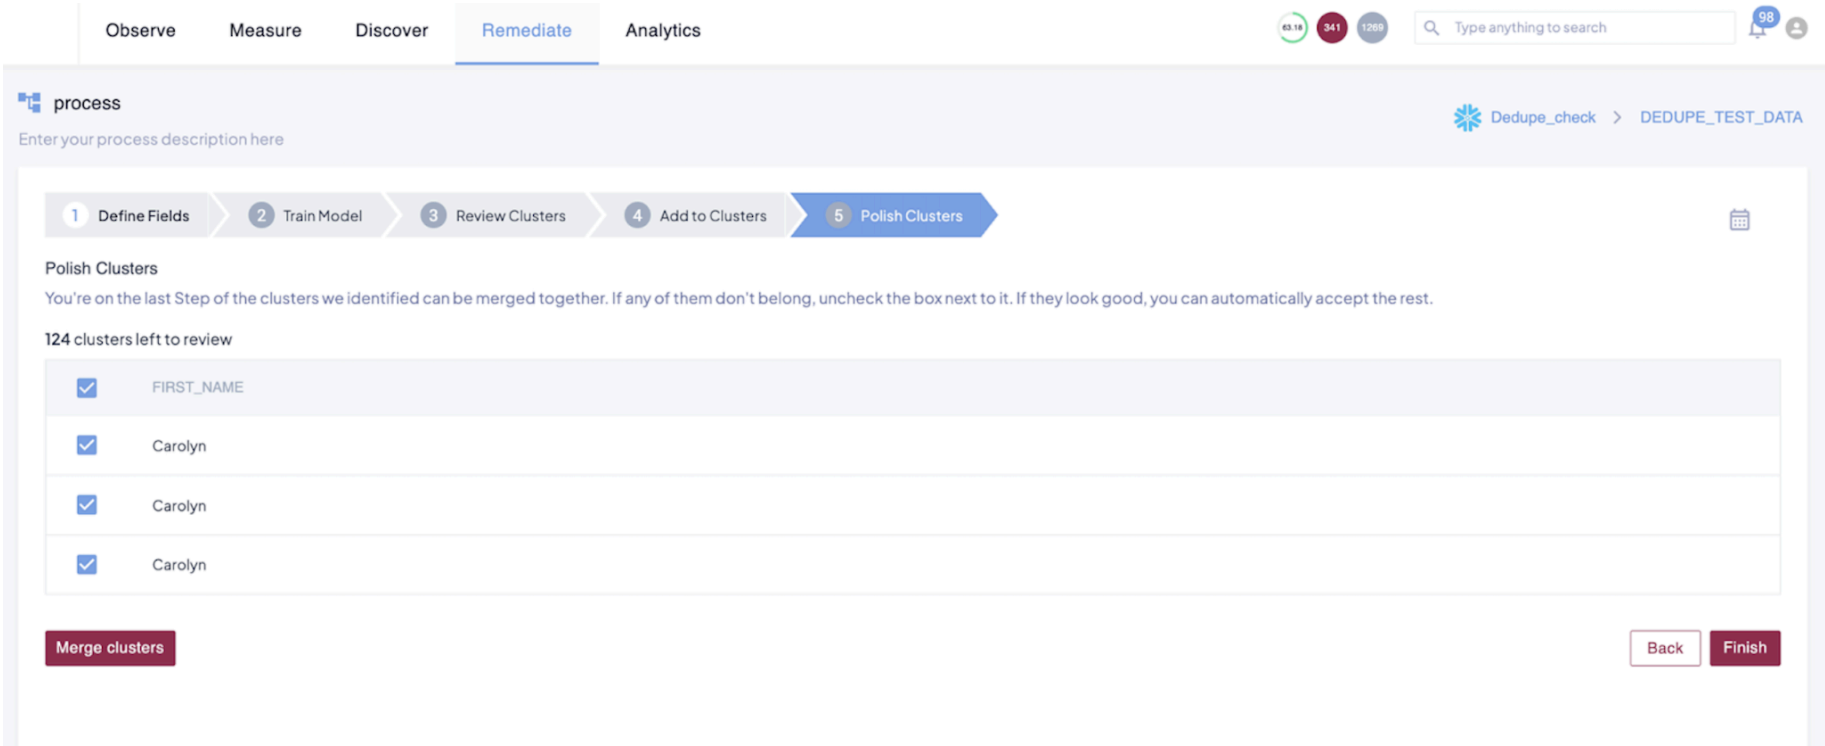 Observe Measure Discover Remediate Analytics 63.18 341 1269 Type anything to search 98
process
Dedupe_check > DEDUPE_TEST_DATA
Enter your process description here
1 Define Fields 2 Train Model 3 Review Clusters 4 Add to Clusters 5 Polish Clusters
Polish Clusters
You're on the last Step of the clusters we identified can be merged together. If any of them don't belong, uncheck the box next to it. If they look good, you can automatically accept the rest.
124 clusters left to review
FIRST_NAME
Carolyn
Carolyn
Carolyn
Merge clusters Back Finish